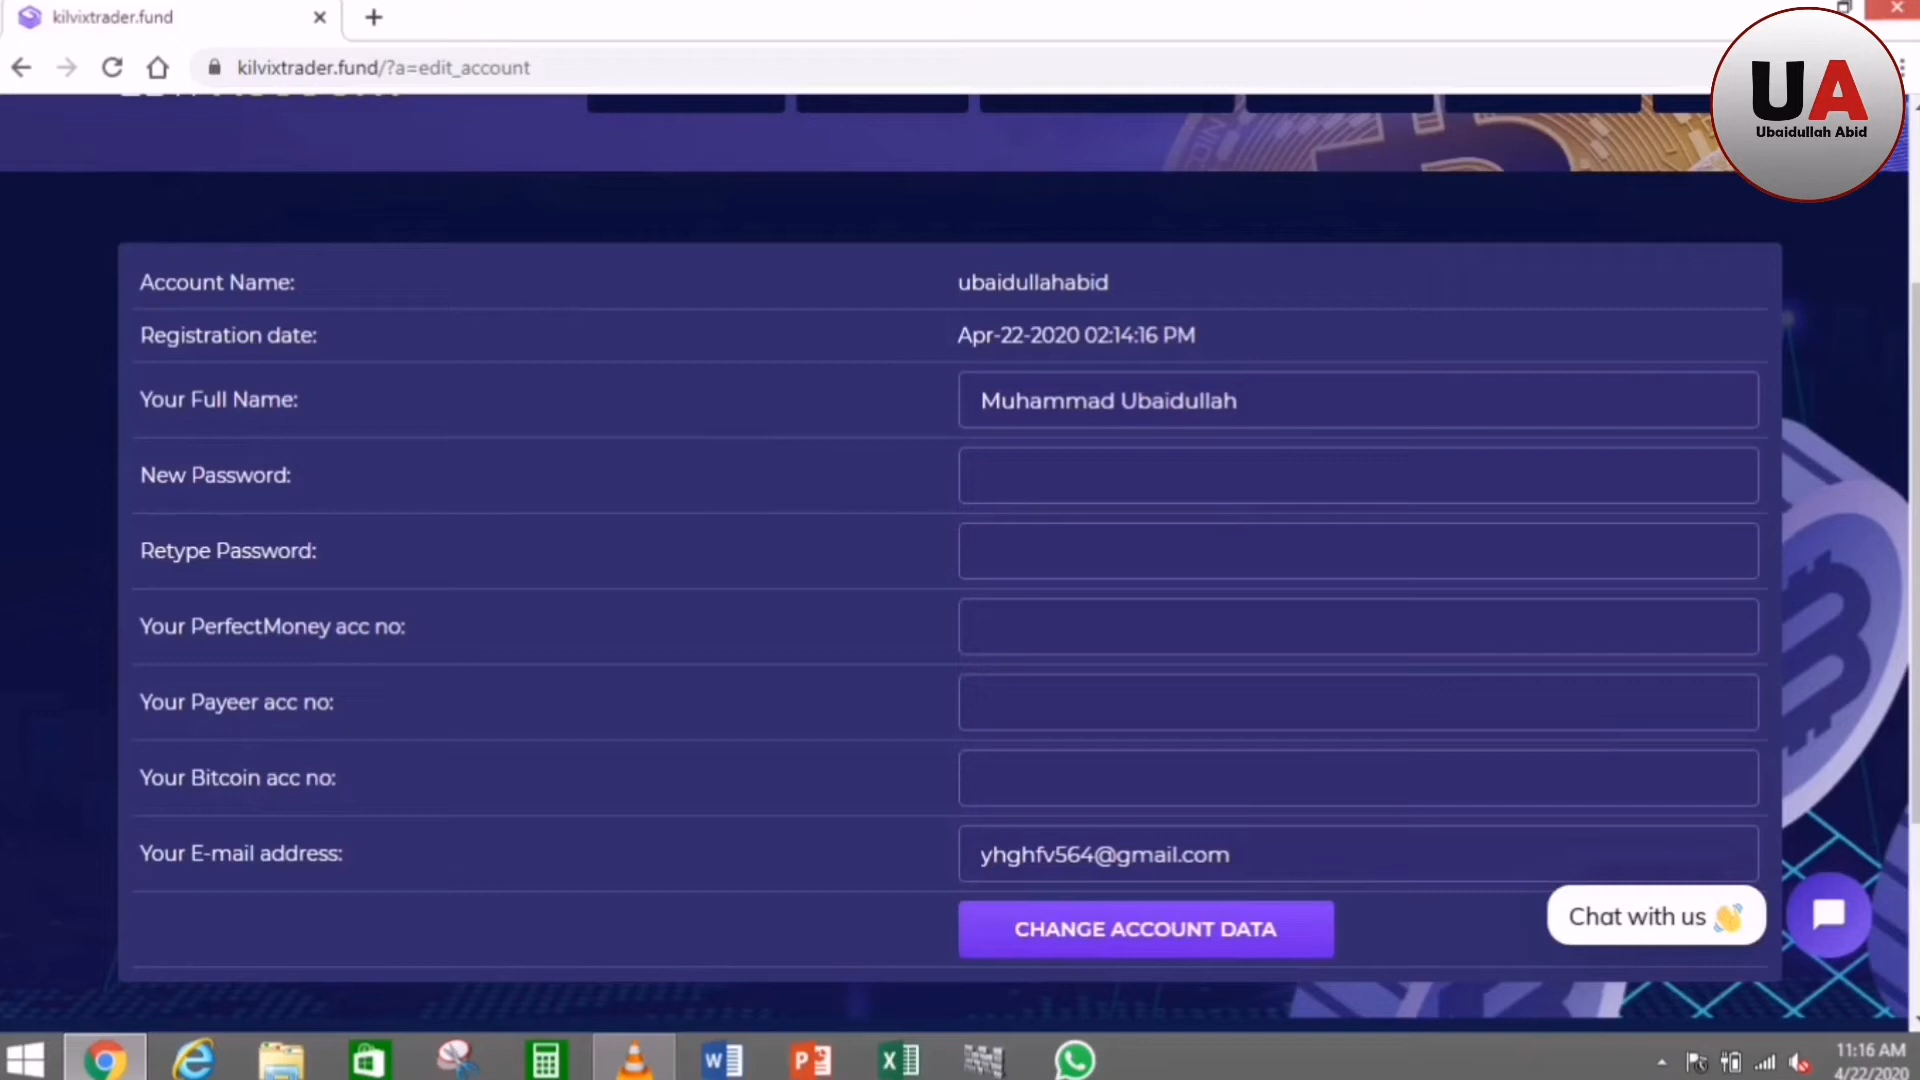 kilvixtrader.fund
kilvixtrader.fund/?a=edit_account
UA
Ubaidullah Abid
Account Name: ubaidullahabid
Registration date: Apr-22-2020 02:14:16 PM
Your Full Name: Muhammad Ubaidullah
New Password:
Retype Password:
Your PerfectMoney acc no:
Your Payeer acc no:
Your Bitcoin acc no:
Your E-mail address: yhghfv564@gmail.com
CHANGE ACCOUNT DATA
Chat with us 👋
11:16 AM
4/22/2020